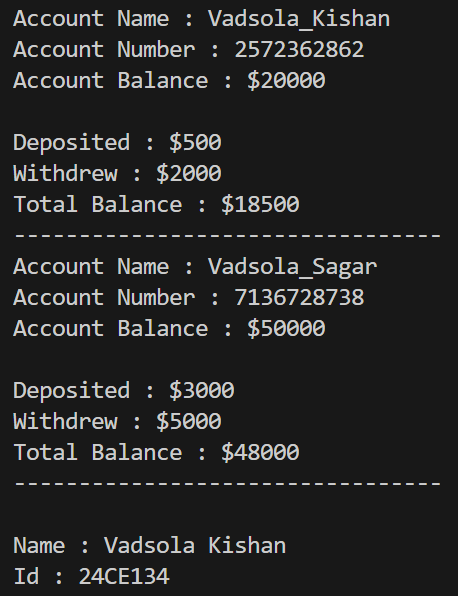 Account Name : Vadsola_Kishan
Account Number : 2572362862
Account Balance : $20000
Deposited : $500
Withdrew : $2000
Total Balance : $18500
---------------------------------
Account Name : Vadsola_Sagar
Account Number : 7136728738
Account Balance : $50000
Deposited : $3000
Withdrew : $5000
Total Balance : $48000
---------------------------------
Name : Vadsola Kishan
Id : 24CE134